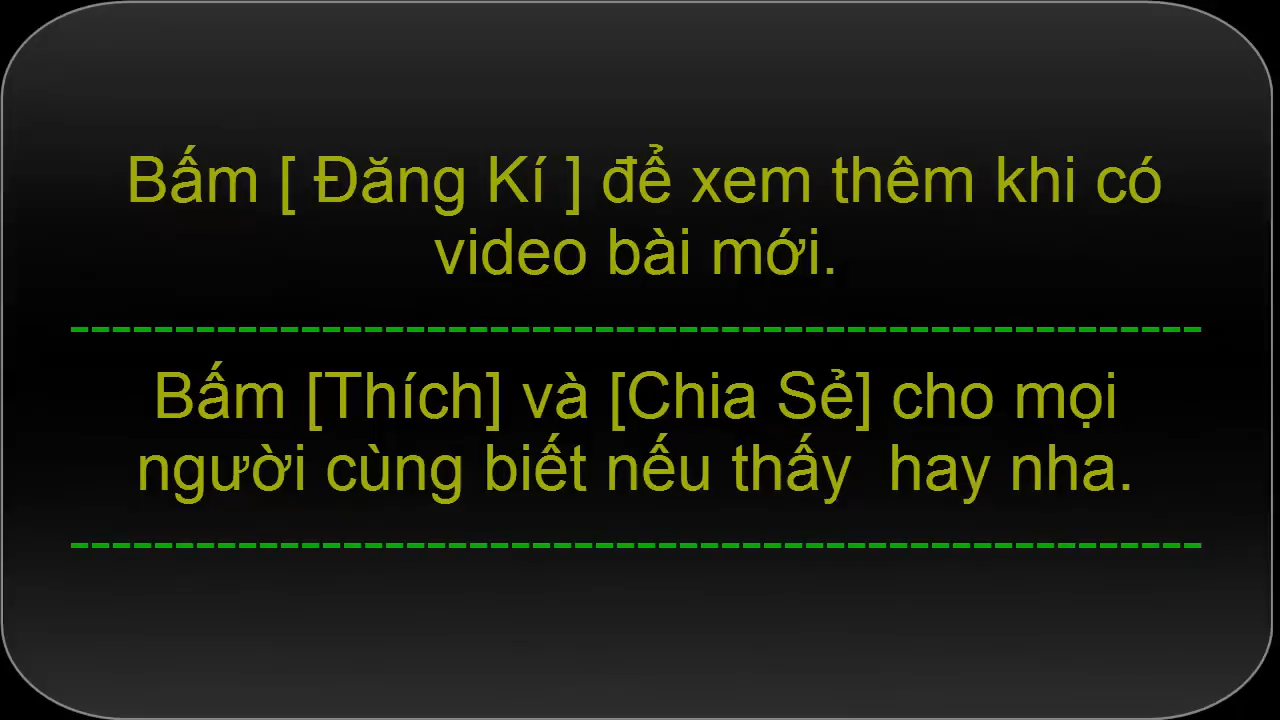 Bấm [ Đăng Kí ] để xem thêm khi có
video bài mới.
------------------------------------------------------
Bấm [Thích] và [Chia Sẻ] cho mọi
người cùng biết nếu thấy  hay nha.
------------------------------------------------------